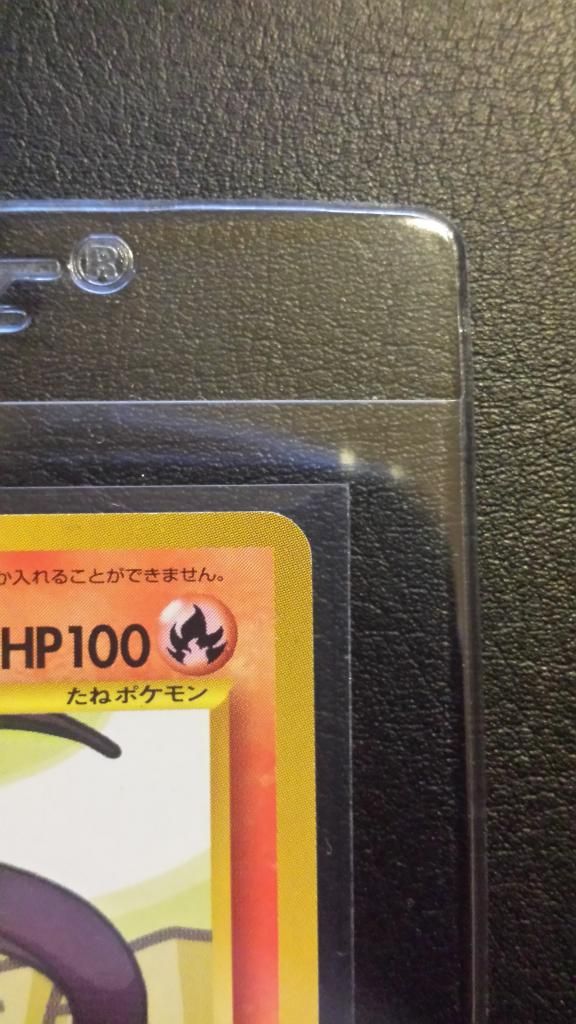 ®
か入れることができません。
HP100
たねポケモン